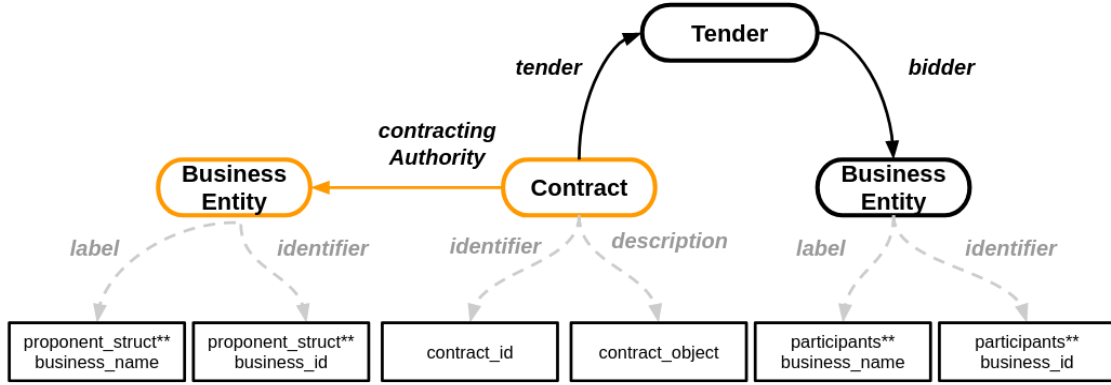 Tender
tender
bidder
contracting
Authority
Business
Entity
Contract
Business
Entity
label
identifier
identifier
description
label
identifier
proponent_struct**
business_name
proponent_struct**
business_id
contract_id
contract_object
participants**
business_name
participants**
business_id